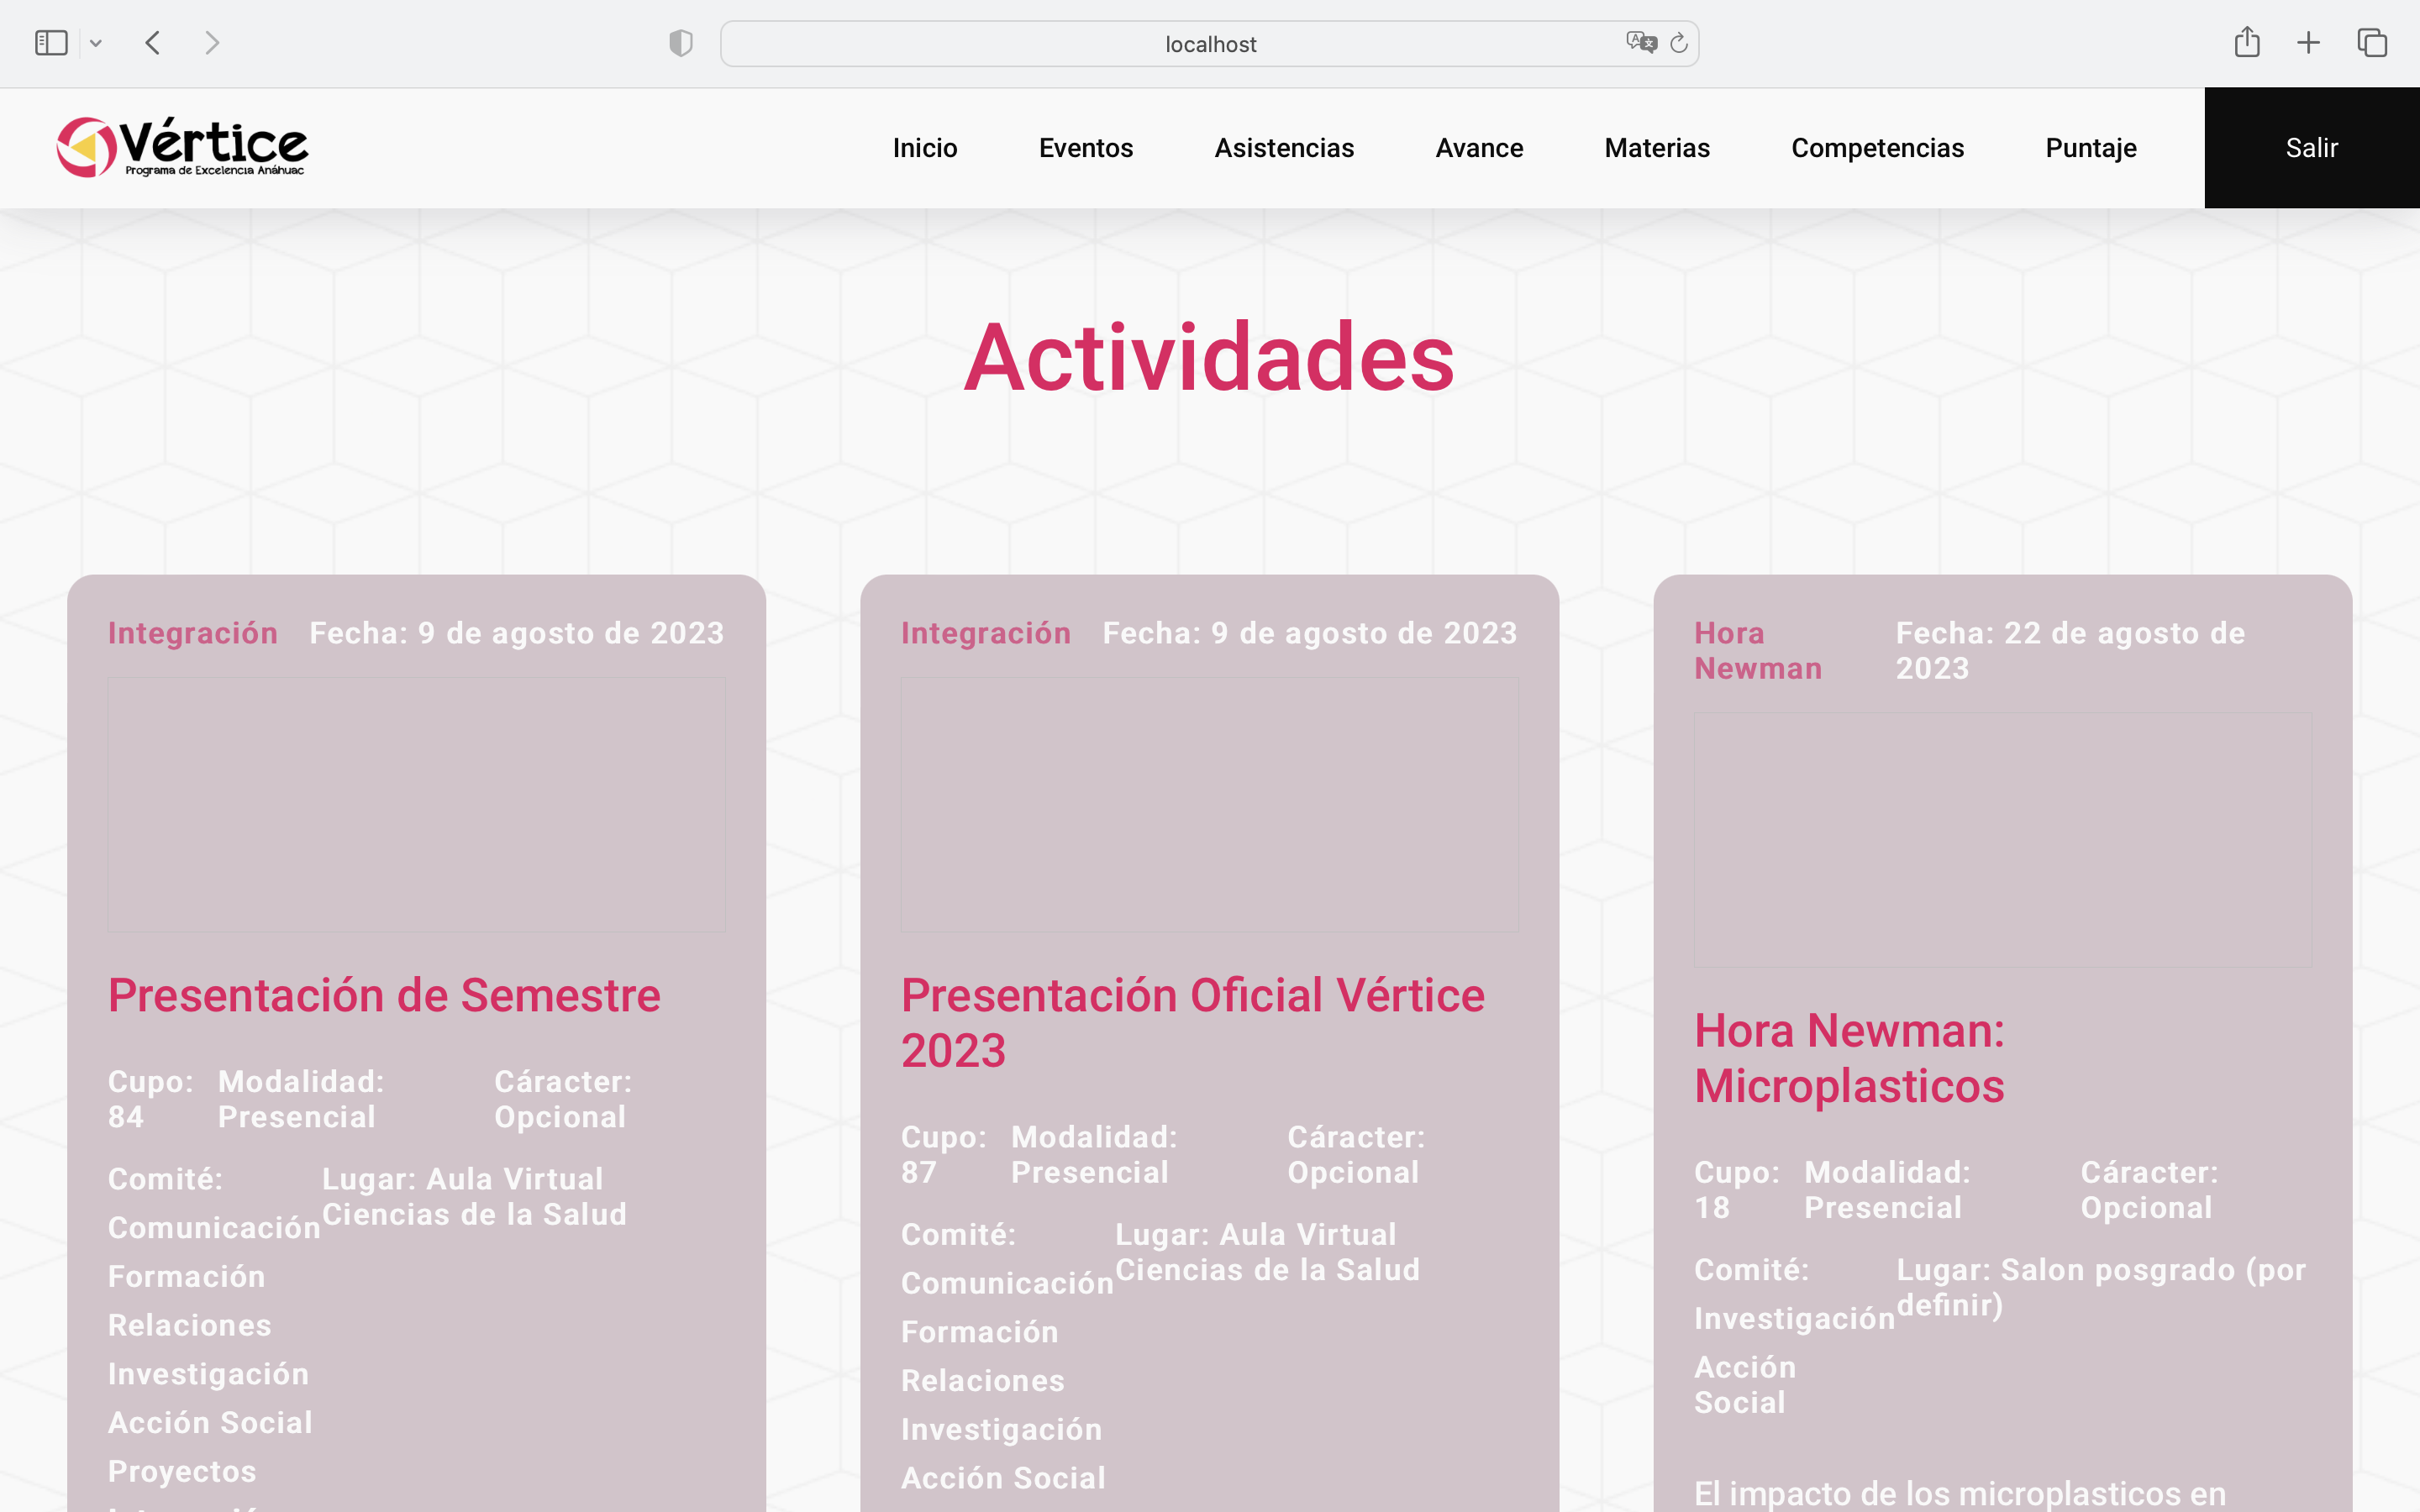 localhost
Vértice
Programa de Excelencia Anáhuac
Inicio
Eventos
Asistencias
Avance
Materias
Competencias
Puntaje
Salir
Actividades
Integración
Fecha: 9 de agosto de 2023
Presentación de Semestre
Cupo:
84
Modalidad:
Presencial
Cáracter:
Opcional
Comité:
Comunicación
Formación
Relaciones
Investigación
Acción Social
Proyectos
Lugar: Aula Virtual
Ciencias de la Salud
Integración
Fecha: 9 de agosto de 2023
Presentación Oficial Vértice
2023
Cupo:
87
Modalidad:
Presencial
Cáracter:
Opcional
Comité:
Comunicación
Formación
Relaciones
Investigación
Acción Social
Lugar: Aula Virtual
Ciencias de la Salud
Hora
Newman
Fecha: 22 de agosto de
2023
Hora Newman:
Microplasticos
Cupo:
18
Modalidad:
Presencial
Cáracter:
Opcional
Comité:
Investigación
Acción
Social
Lugar: Salon posgrado (por
definir)
El impacto de los microplasticos en